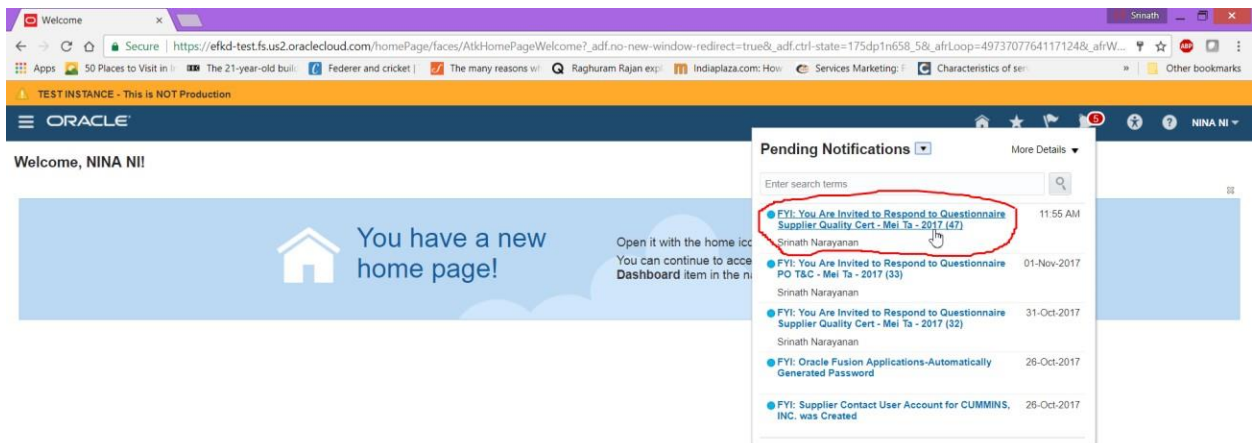 Welcome
Srinath
Secure | https://efkd-test.fs.us2.oraclecloud.com/homePage/faces/AtkHomePageWelcome?_adf.no-new-window-redirect=true&_adf.ctrl-state=175dp1n658_5&_afrLoop=49737077641171248&_afrW...
Apps 50 Places to Visit in The 21-year-old build Federer and cricket | The many reasons wh Raghuram Rajan expl Indiaplaza.com: How Services Marketing: F Characteristics of ser » Other bookmarks
TEST INSTANCE - This is NOT Production
ORACLE 5 NINA NI
Welcome, NINA NI!
You have a new
home page!
Open it with the home ico
You can continue to acce
Dashboard item in the na
Pending Notifications More Details
Enter search terms
FYI: You Are Invited to Respond to Questionnaire 11:55 AM
Supplier Quality Cert - Mei Ta - 2017 (47)
Srinath Narayanan
FYI: You Are Invited to Respond to Questionnaire 01-Nov-2017
PO T&C - Mei Ta - 2017 (33)
Srinath Narayanan
FYI: You Are Invited to Respond to Questionnaire 31-Oct-2017
Supplier Quality Cert - Mei Ta - 2017 (32)
Srinath Narayanan
FYI: Oracle Fusion Applications-Automatically 26-Oct-2017
Generated Password
FYI: Supplier Contact User Account for CUMMINS, 26-Oct-2017
INC. was Created